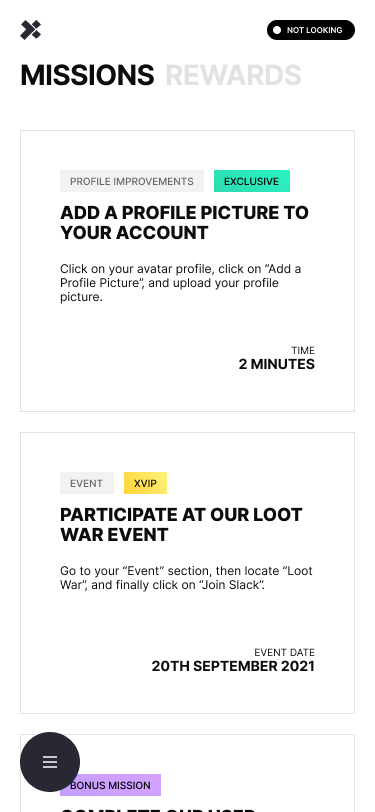 NOT LOOKING
MISSIONS REWARDS
PROFILE IMPROVEMENTS EXCLUSIVE
ADD A PROFILE PICTURE TO
YOUR ACCOUNT
Click on your avatar profile, click on “Add a
Profile Picture”, and upload your profile
picture.
TIME
2 MINUTES
EVENT XVIP
PARTICIPATE AT OUR LOOT
WAR EVENT
Go to your “Event” section, then locate “Loot
War”, and finally click on “Join Slack”.
EVENT DATE
20TH SEPTEMBER 2021
BONUS MISSION
COMPLETE OUR USER